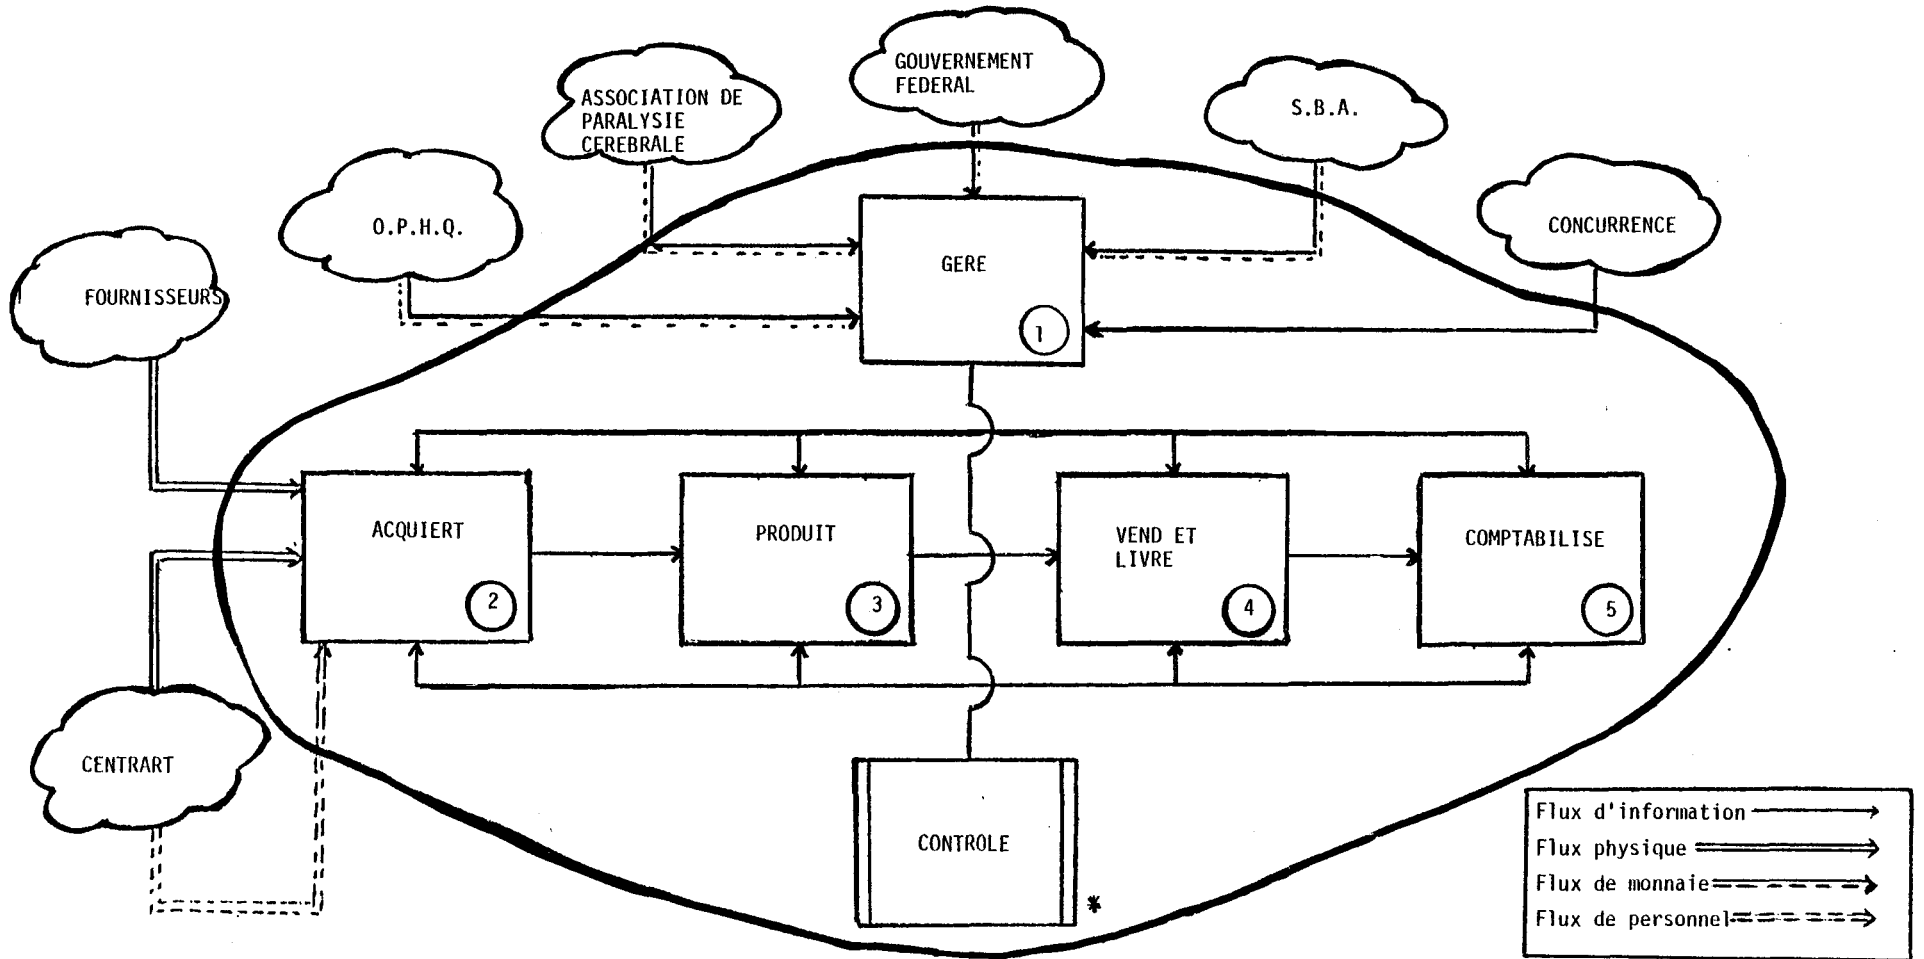 GOUVERNEMENT
FEDERAL
ASSOCIATION DE
PARALYSIE
CEREBRALE
S.B.A.
O.P.H.Q.
CONCURRENCE
FOURNISSEURS
GERE
1
ACQUIERT
2
PRODUIT
3
VEND ET
LIVRE
4
COMPTABILISE
5
CENTRART
CONTROLE
*
Flux d'information
Flux physique
Flux de monnaie
Flux de personnel